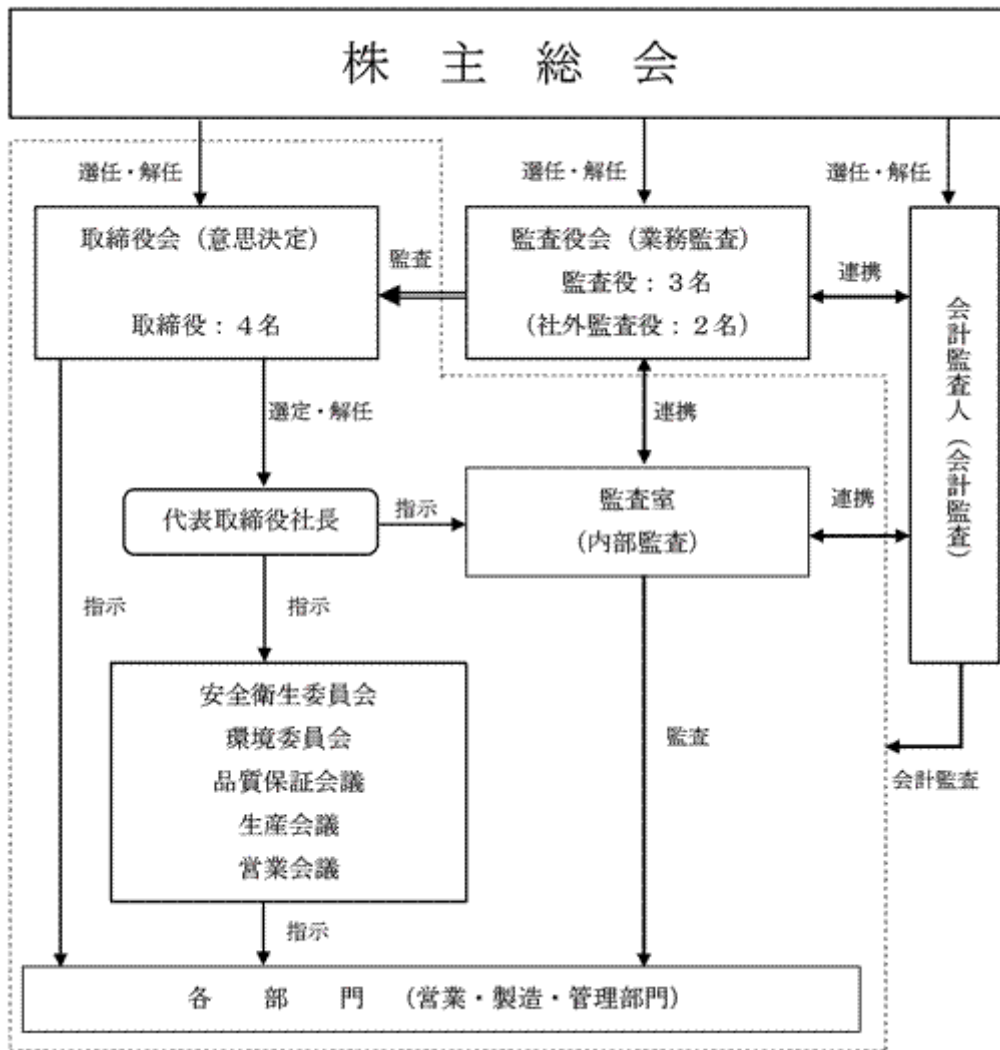 株 主 総 会
選任・解任
選任・解任
選任・解任
取締役会（意思決定）
取締役：４名
監査
監査役会（業務監査）
監査役：３名
（社外監査役：２名）
連携
会計監査人（会計監査）
選定・解任
連携
代表取締役社長
指示
監査室
（内部監査）
連携
指示
指示
安全衛生委員会
環境委員会
品質保証会議
生産会議
営業会議
監査
会計監査
指示
各 部 門 （営業・製造・管理部門）